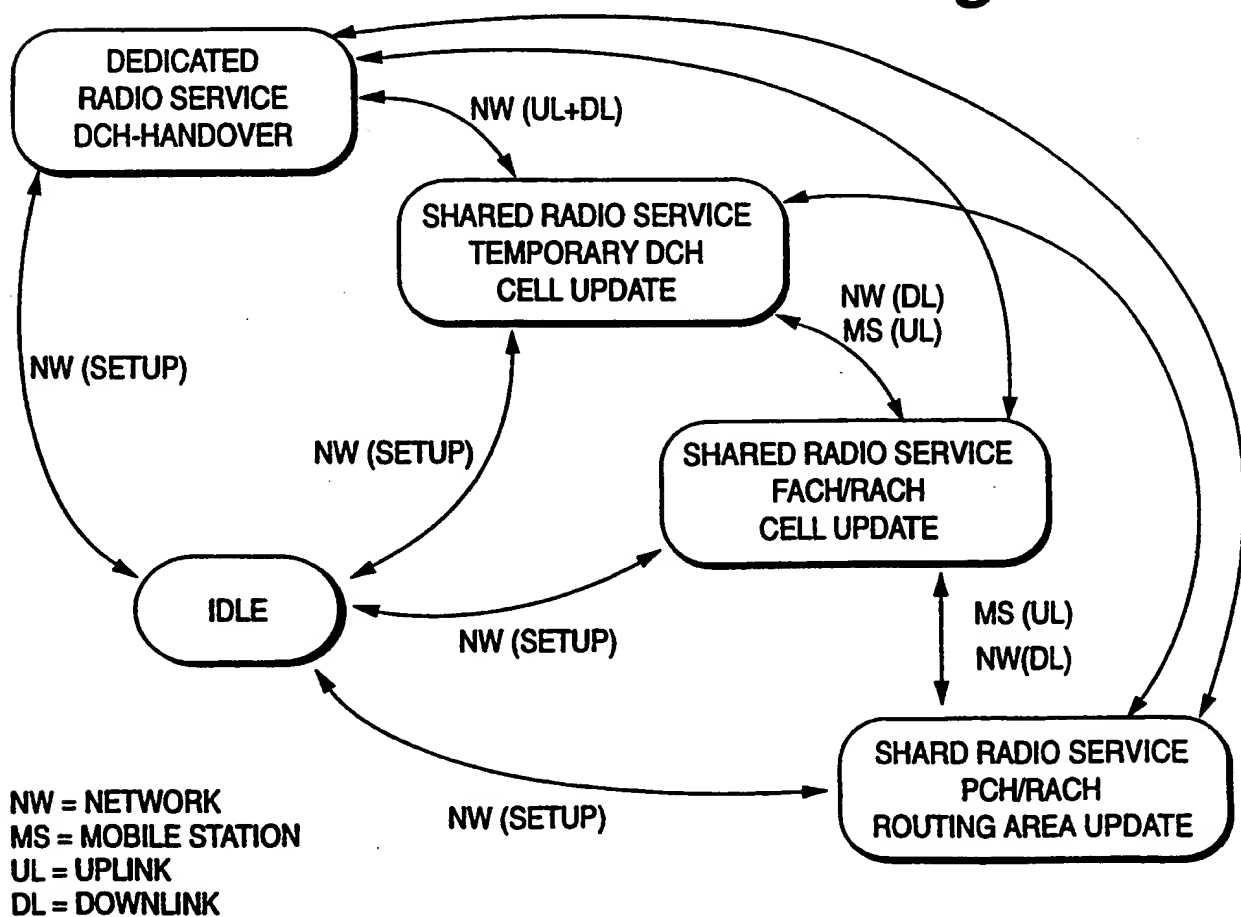 DEDICATED
RADIO SERVICE
DCH-HANDOVER
NW (UL+DL)
SHARED RADIO SERVICE
TEMPORARY DCH
CELL UPDATE
NW (DL)
MS (UL)
NW (SETUP)
NW (SETUP)
SHARED RADIO SERVICE
FACH/RACH
CELL UPDATE
IDLE
NW (SETUP)
MS (UL)
NW(DL)
SHARD RADIO SERVICE
PCH/RACH
ROUTING AREA UPDATE
NW (SETUP)
NW = NETWORK
MS = MOBILE STATION
UL = UPLINK
DL = DOWNLINK